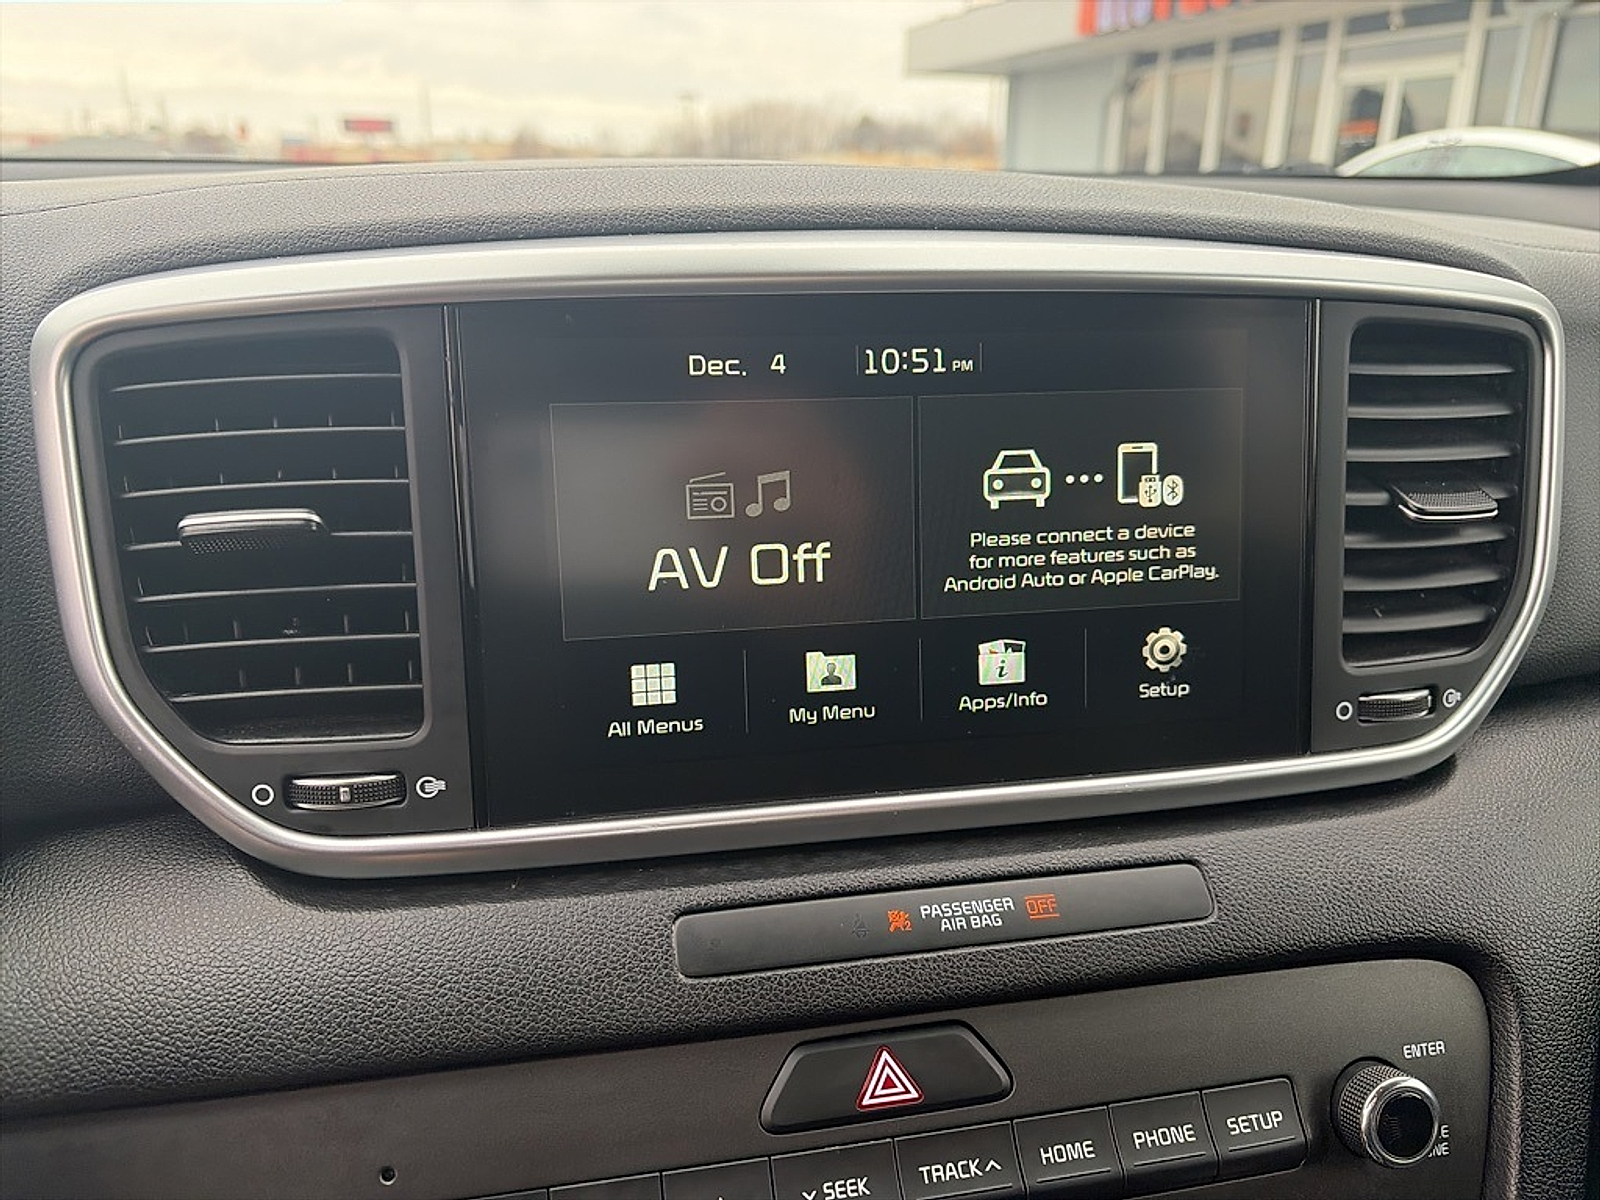 Dec. 4 10:51 PM
AV Off
Please connect a device
for more features such as
Android Auto or Apple CarPlay.
All Menus My Menu Apps/Info Setup
PASSENGER OFF
AIR BAG
ENTER
SEEK TRACK HOME PHONE SETUP